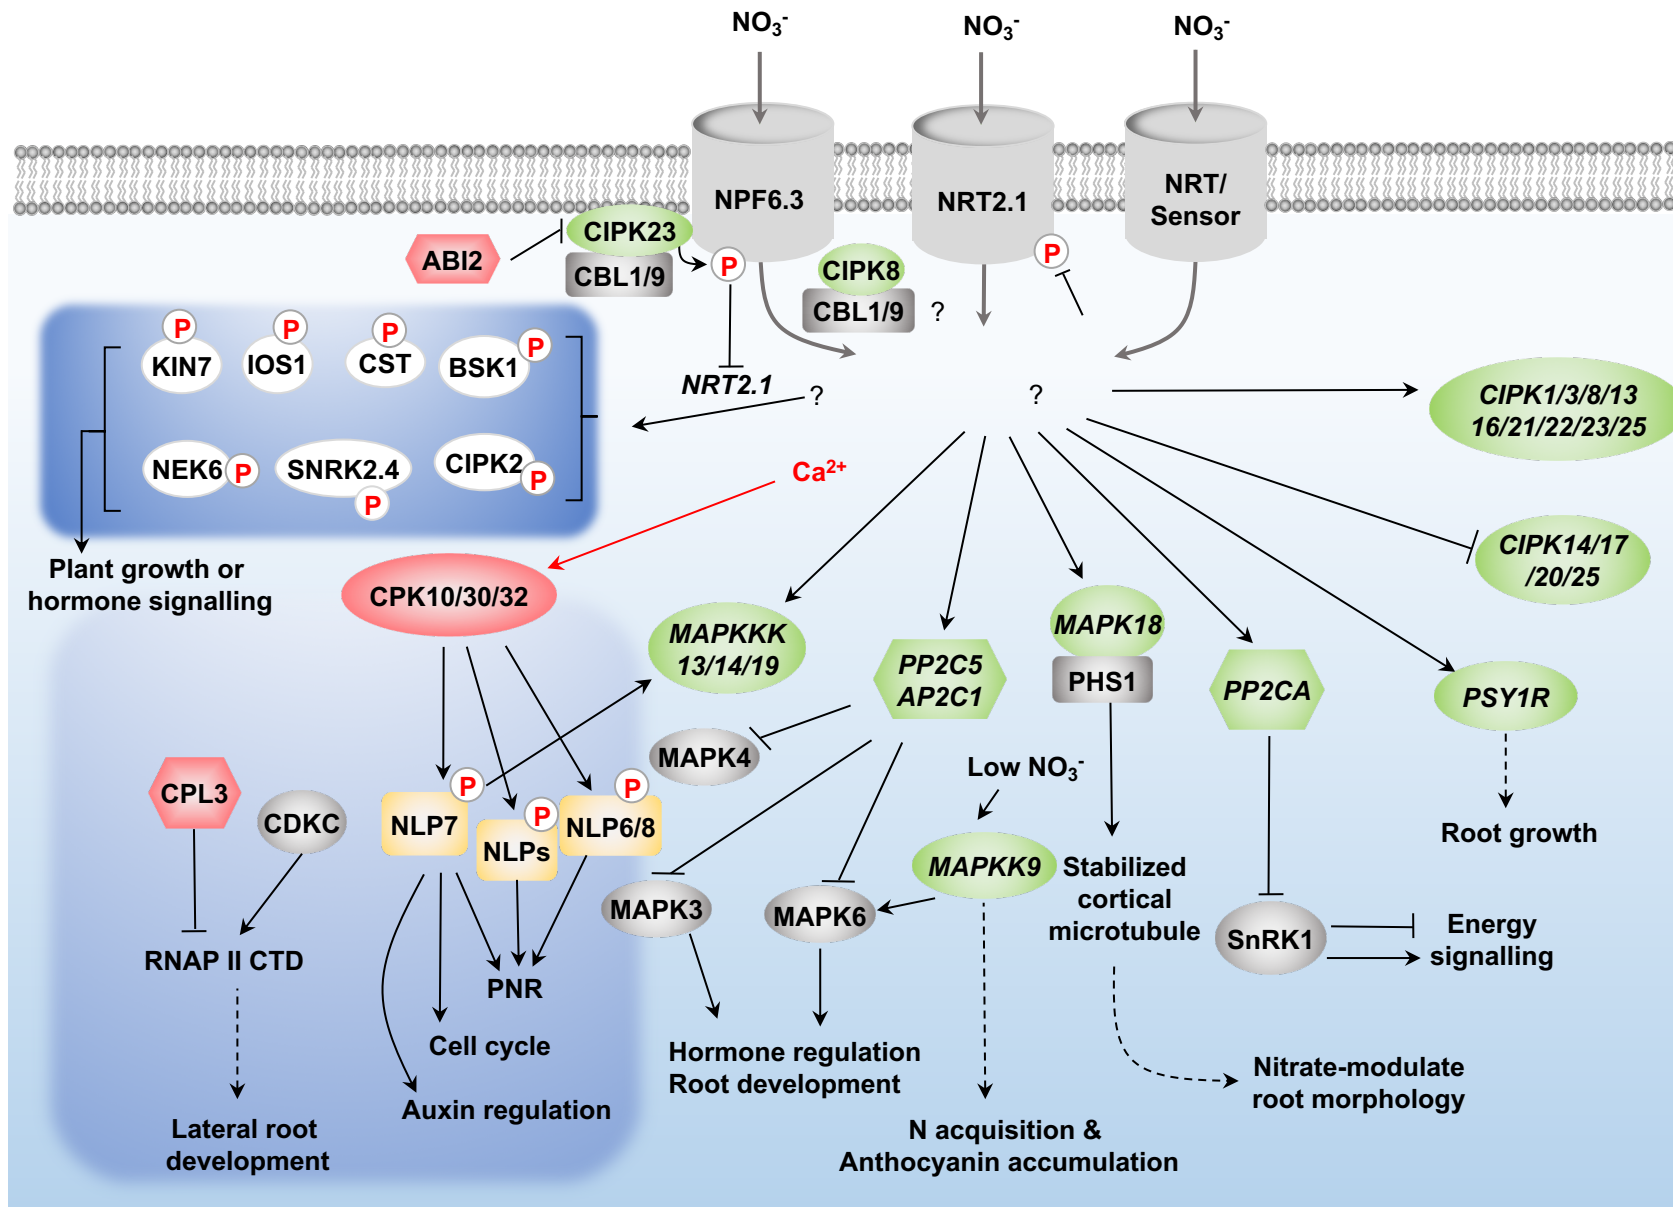 NO₃⁻
NO₃⁻
NO₃⁻
NPF6.3
NRT2.1
NRT/
Sensor
ABI2
CIPK23
CBL1/9
P
CIPK8
CBL1/9
?
P
P
KIN7
P
IOS1
P
CST
P
BSK1
NEK6
P
SNRK2.4
P
CIPK2
P
NRT2.1
?
?
CIPK1/3/8/13
16/21/22/23/25
Ca²⁺
CIPK14/17
/20/25
Plant growth or
hormone signalling
CPK10/30/32
MAPKKK
13/14/19
PP2C5
AP2C1
MAPK18
PHS1
PP2CA
PSY1R
MAPK4
Low NO₃⁻
CPL3
CDKC
P
NLP7
P
NLPs
P
NLP6/8
Root growth
MAPKK9
Stabilized
cortical
microtubule
MAPK3
MAPK6
SnRK1
Energy
signalling
RNAP II CTD
PNR
Cell cycle
Hormone regulation
Root development
Nitrate-modulate
root morphology
Auxin regulation
Lateral root
development
N acquisition &
Anthocyanin accumulation